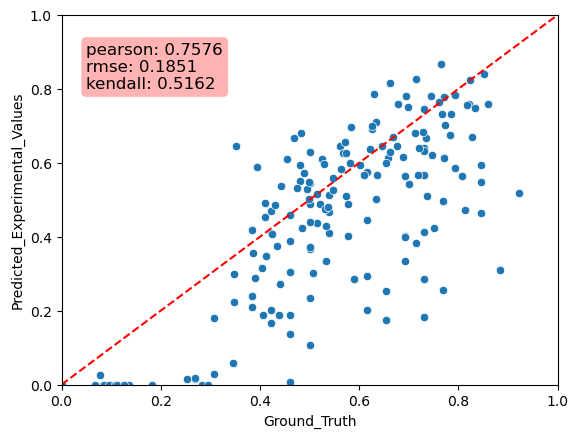 pearson: 0.7576
rmse: 0.1851
kendall: 0.5162
Predicted_Experimental_Values
1.0
0.8
0.6
0.4
0.2
0.0
0.0 0.2 0.4 0.6 0.8 1.0
Ground_Truth